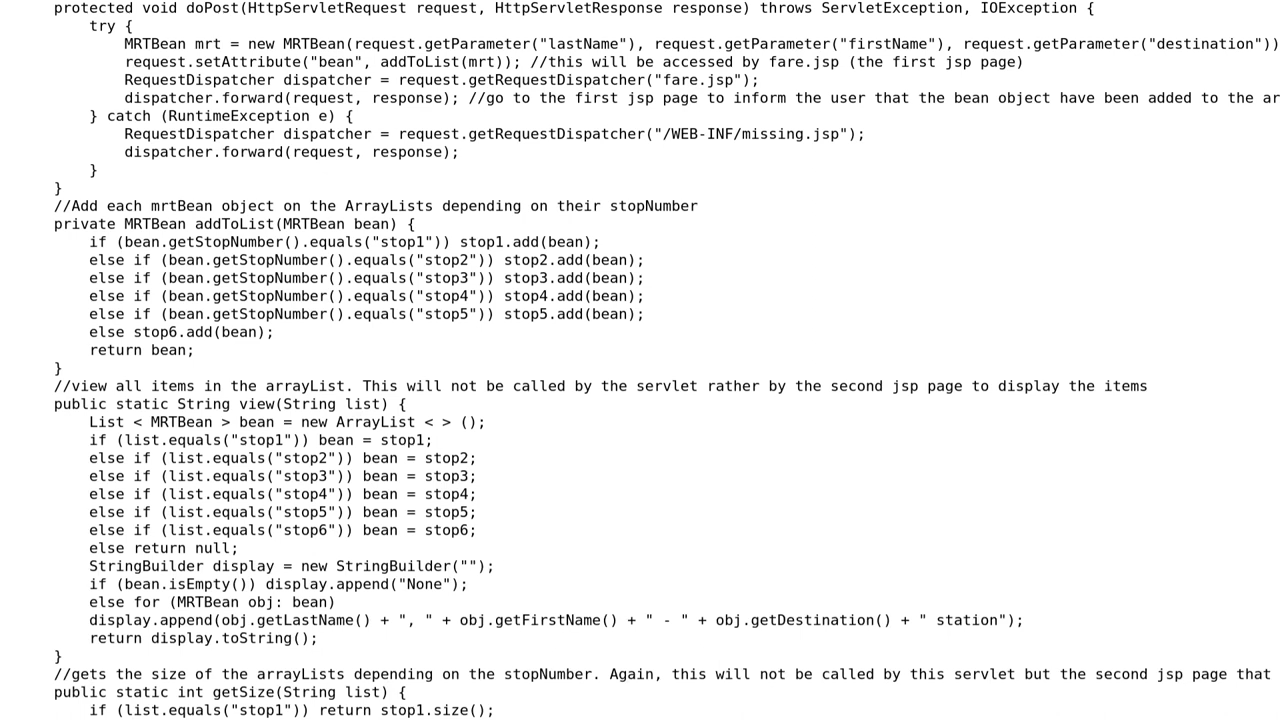 protected void doPost(HttpServletRequest request, HttpServletResponse response) throws ServletException, IOException {
try {
MRTBean mrt = new MRTBean(request.getParameter("lastName"), request.getParameter("firstName"), request.getParameter("destination"))
request.setAttribute("bean", addToList(mrt)); //this will be accessed by fare.jsp (the first jsp page)
RequestDispatcher dispatcher = request.getRequestDispatcher("fare.jsp");
dispatcher.forward(request, response); //go to the first jsp page to inform the user that the bean object have been added to the ar
} catch (RuntimeException e) {
RequestDispatcher dispatcher = request.getRequestDispatcher("/WEB-INF/missing.jsp");
dispatcher.forward(request, response);
}
}
//Add each mrtBean object on the ArrayLists depending on their stopNumber
private MRTBean addToList(MRTBean bean) {
if (bean.getStopNumber().equals("stop1")) stop1.add(bean);
else if (bean.getStopNumber().equals("stop2")) stop2.add(bean);
else if (bean.getStopNumber().equals("stop3")) stop3.add(bean);
else if (bean.getStopNumber().equals("stop4")) stop4.add(bean);
else if (bean.getStopNumber().equals("stop5")) stop5.add(bean);
else stop6.add(bean);
return bean;
}
//view all items in the arrayList. This will not be called by the servlet rather by the second jsp page to display the items
public static String view(String list) {
List < MRTBean > bean = new ArrayList < > ();
if (list.equals("stop1")) bean = stop1;
else if (list.equals("stop2")) bean = stop2;
else if (list.equals("stop3")) bean = stop3;
else if (list.equals("stop4")) bean = stop4;
else if (list.equals("stop5")) bean = stop5;
else if (list.equals("stop6")) bean = stop6;
else return null;
StringBuilder display = new StringBuilder("");
if (bean.isEmpty()) display.append("None");
else for (MRTBean obj: bean)
display.append(obj.getLastName() + ", " + obj.getFirstName() + " - " + obj.getDestination() + " station");
return display.toString();
}
//gets the size of the arrayLists depending on the stopNumber. Again, this will not be called by this servlet but the second jsp page that
public static int getSize(String list) {
if (list.equals("stop1")) return stop1.size();